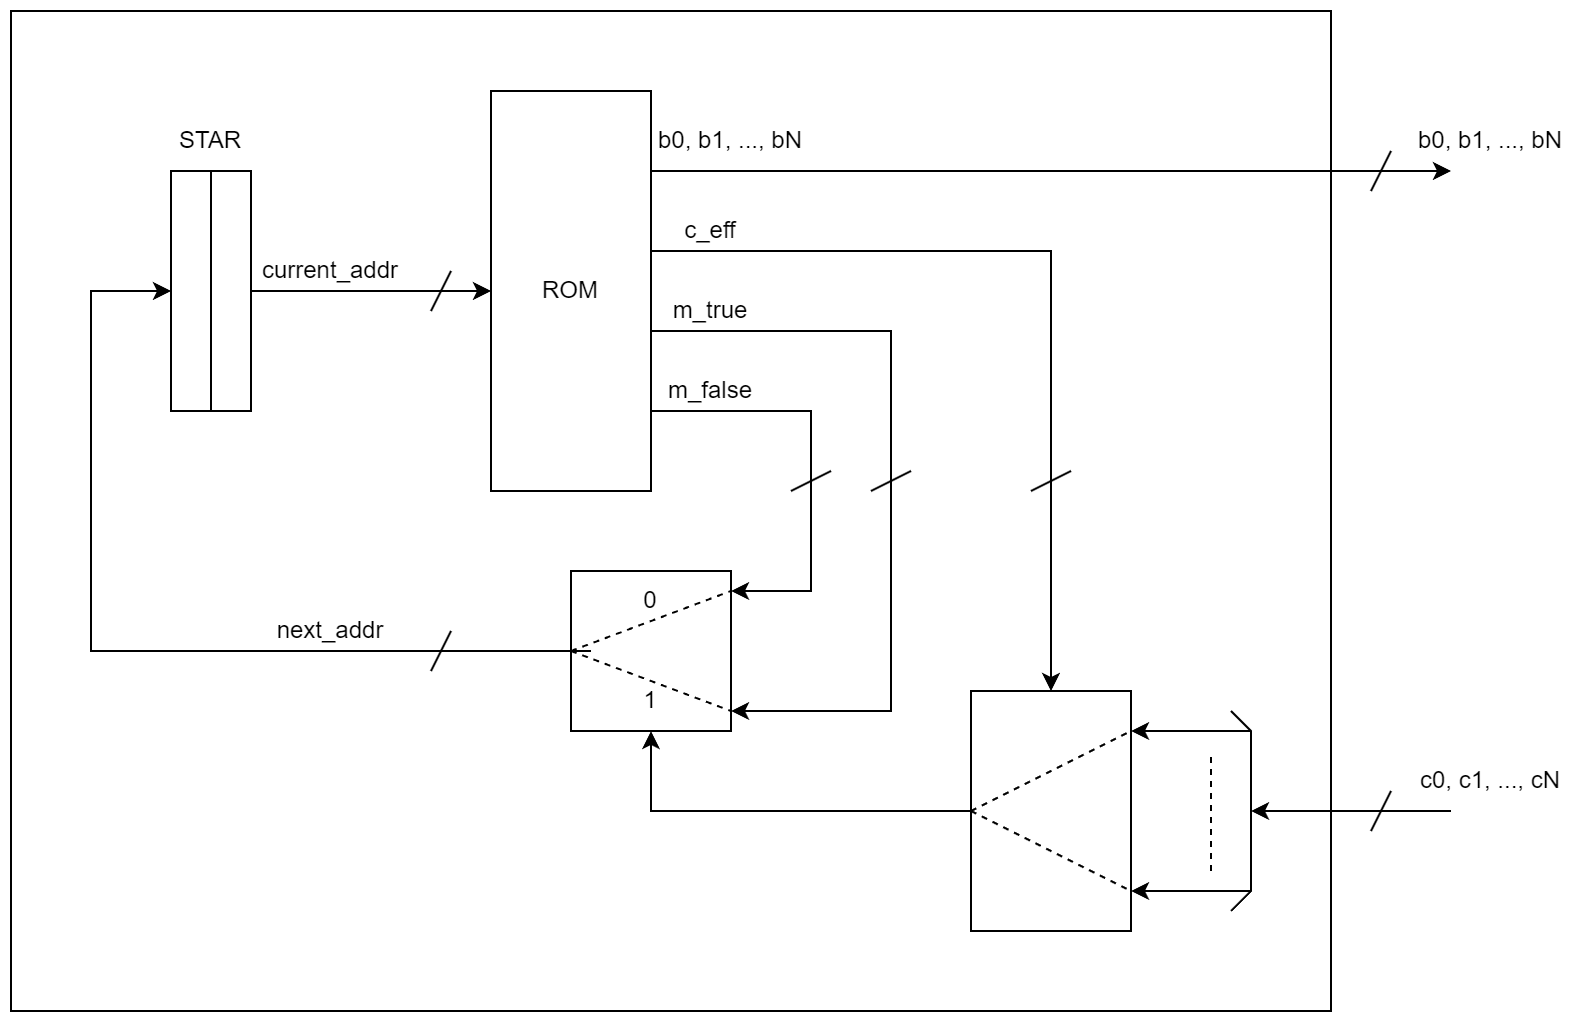 STAR
b0, b1, ..., bN
b0, b1, ..., bN
c_eff
current_addr
ROM
m_true
m_false
0
next_addr
1
c0, c1, ..., cN